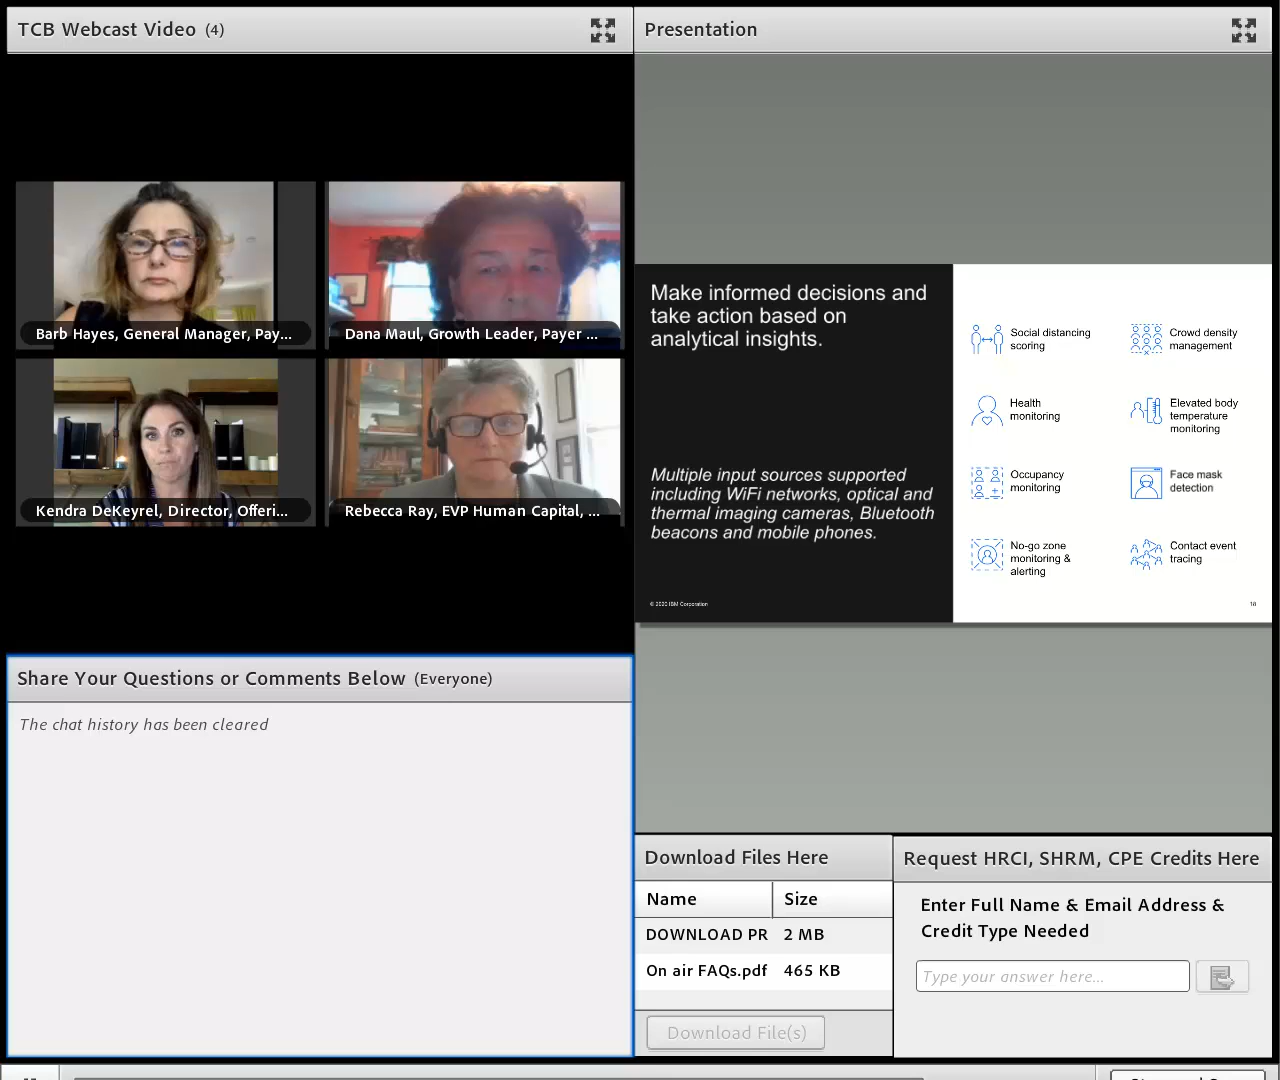 TCB Webcast Video (4)
Barb Hayes, General Manager, Pay...
Dana Maul, Growth Leader, Payer ...
Kendra DeKeyrel, Director, Offeri...
Rebecca Ray, EVP Human Capital, ...
Share Your Questions or Comments Below (Everyone)
The chat history has been cleared
Presentation
Make informed decisions and
take action based on
analytical insights.
Multiple input sources supported
including WiFi networks, optical and
thermal imaging cameras, Bluetooth
beacons and mobile phones.
© 2020 IBM Corporation
Social distancing
scoring
Crowd density
management
Health
monitoring
Elevated body
temperature
monitoring
Occupancy
monitoring
Face mask
detection
No-go zone
monitoring &
alerting
Contact event
tracing
18
Download Files Here
Name Size
DOWNLOAD PR 2 MB
On air FAQs.pdf 465 KB
Download File(s)
Request HRCI, SHRM, CPE Credits Here
Enter Full Name & Email Address &
Credit Type Needed
Type your answer here...